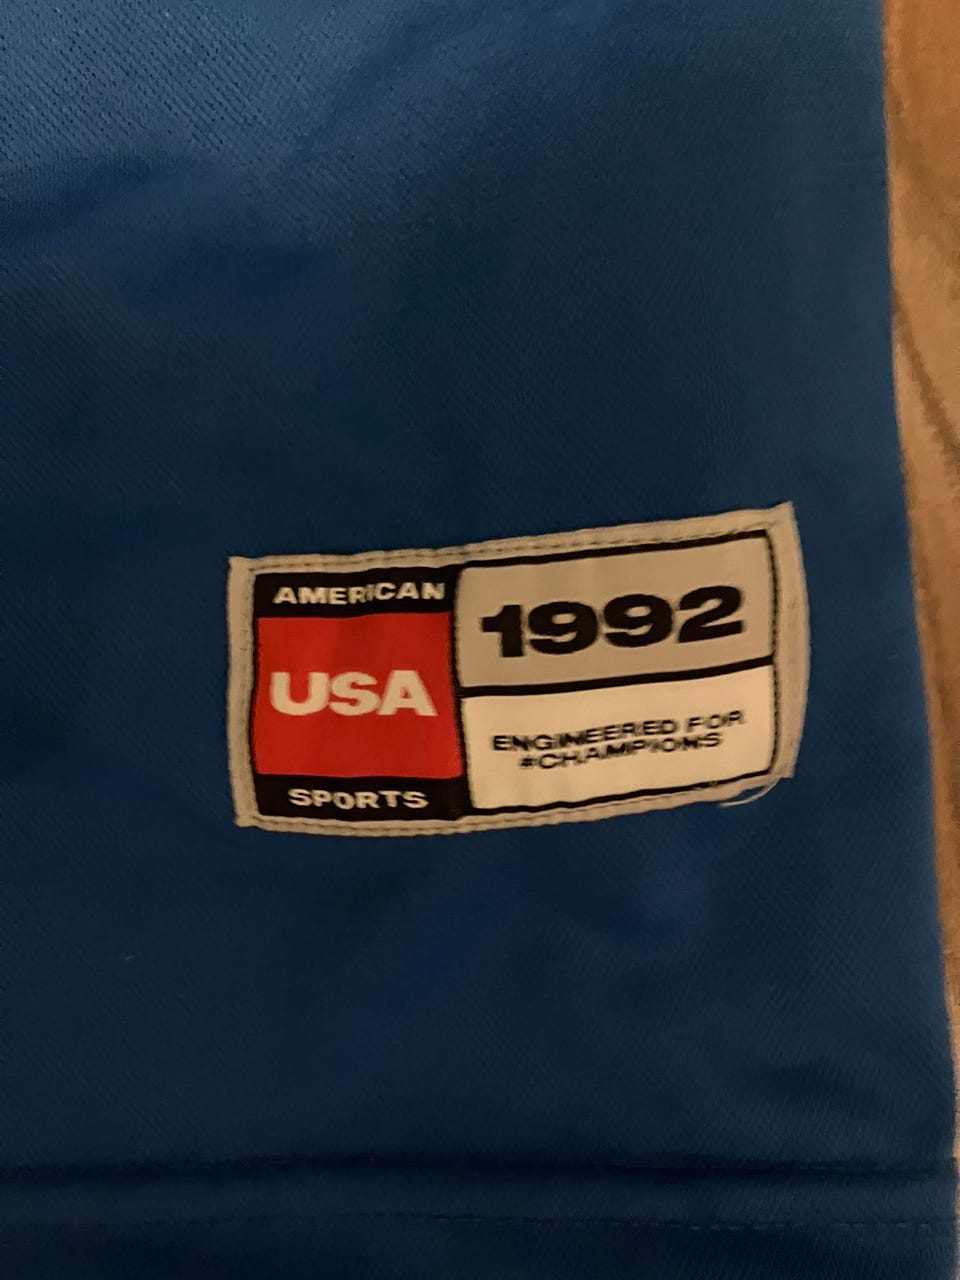 AMERICAN
USA
SPORTS
1992
ENGINEERED FOR
#CHAMPIONS